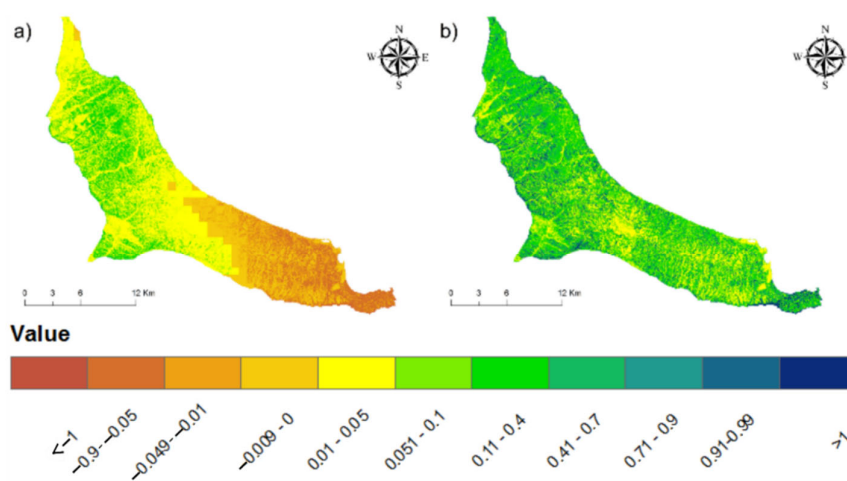 a)
N
W E
S
b)
N
W
S
0 3 6 12 Km
0 3 6 12 Km
Value
<-1
-0.9--0.05
-0.049--0.01
-0.009 - 0
0.01 - 0.05
0.051 - 0.1
0.11 - 0.4
0.41 - 0.7
0.71 - 0.9
0.91-0.99
>1